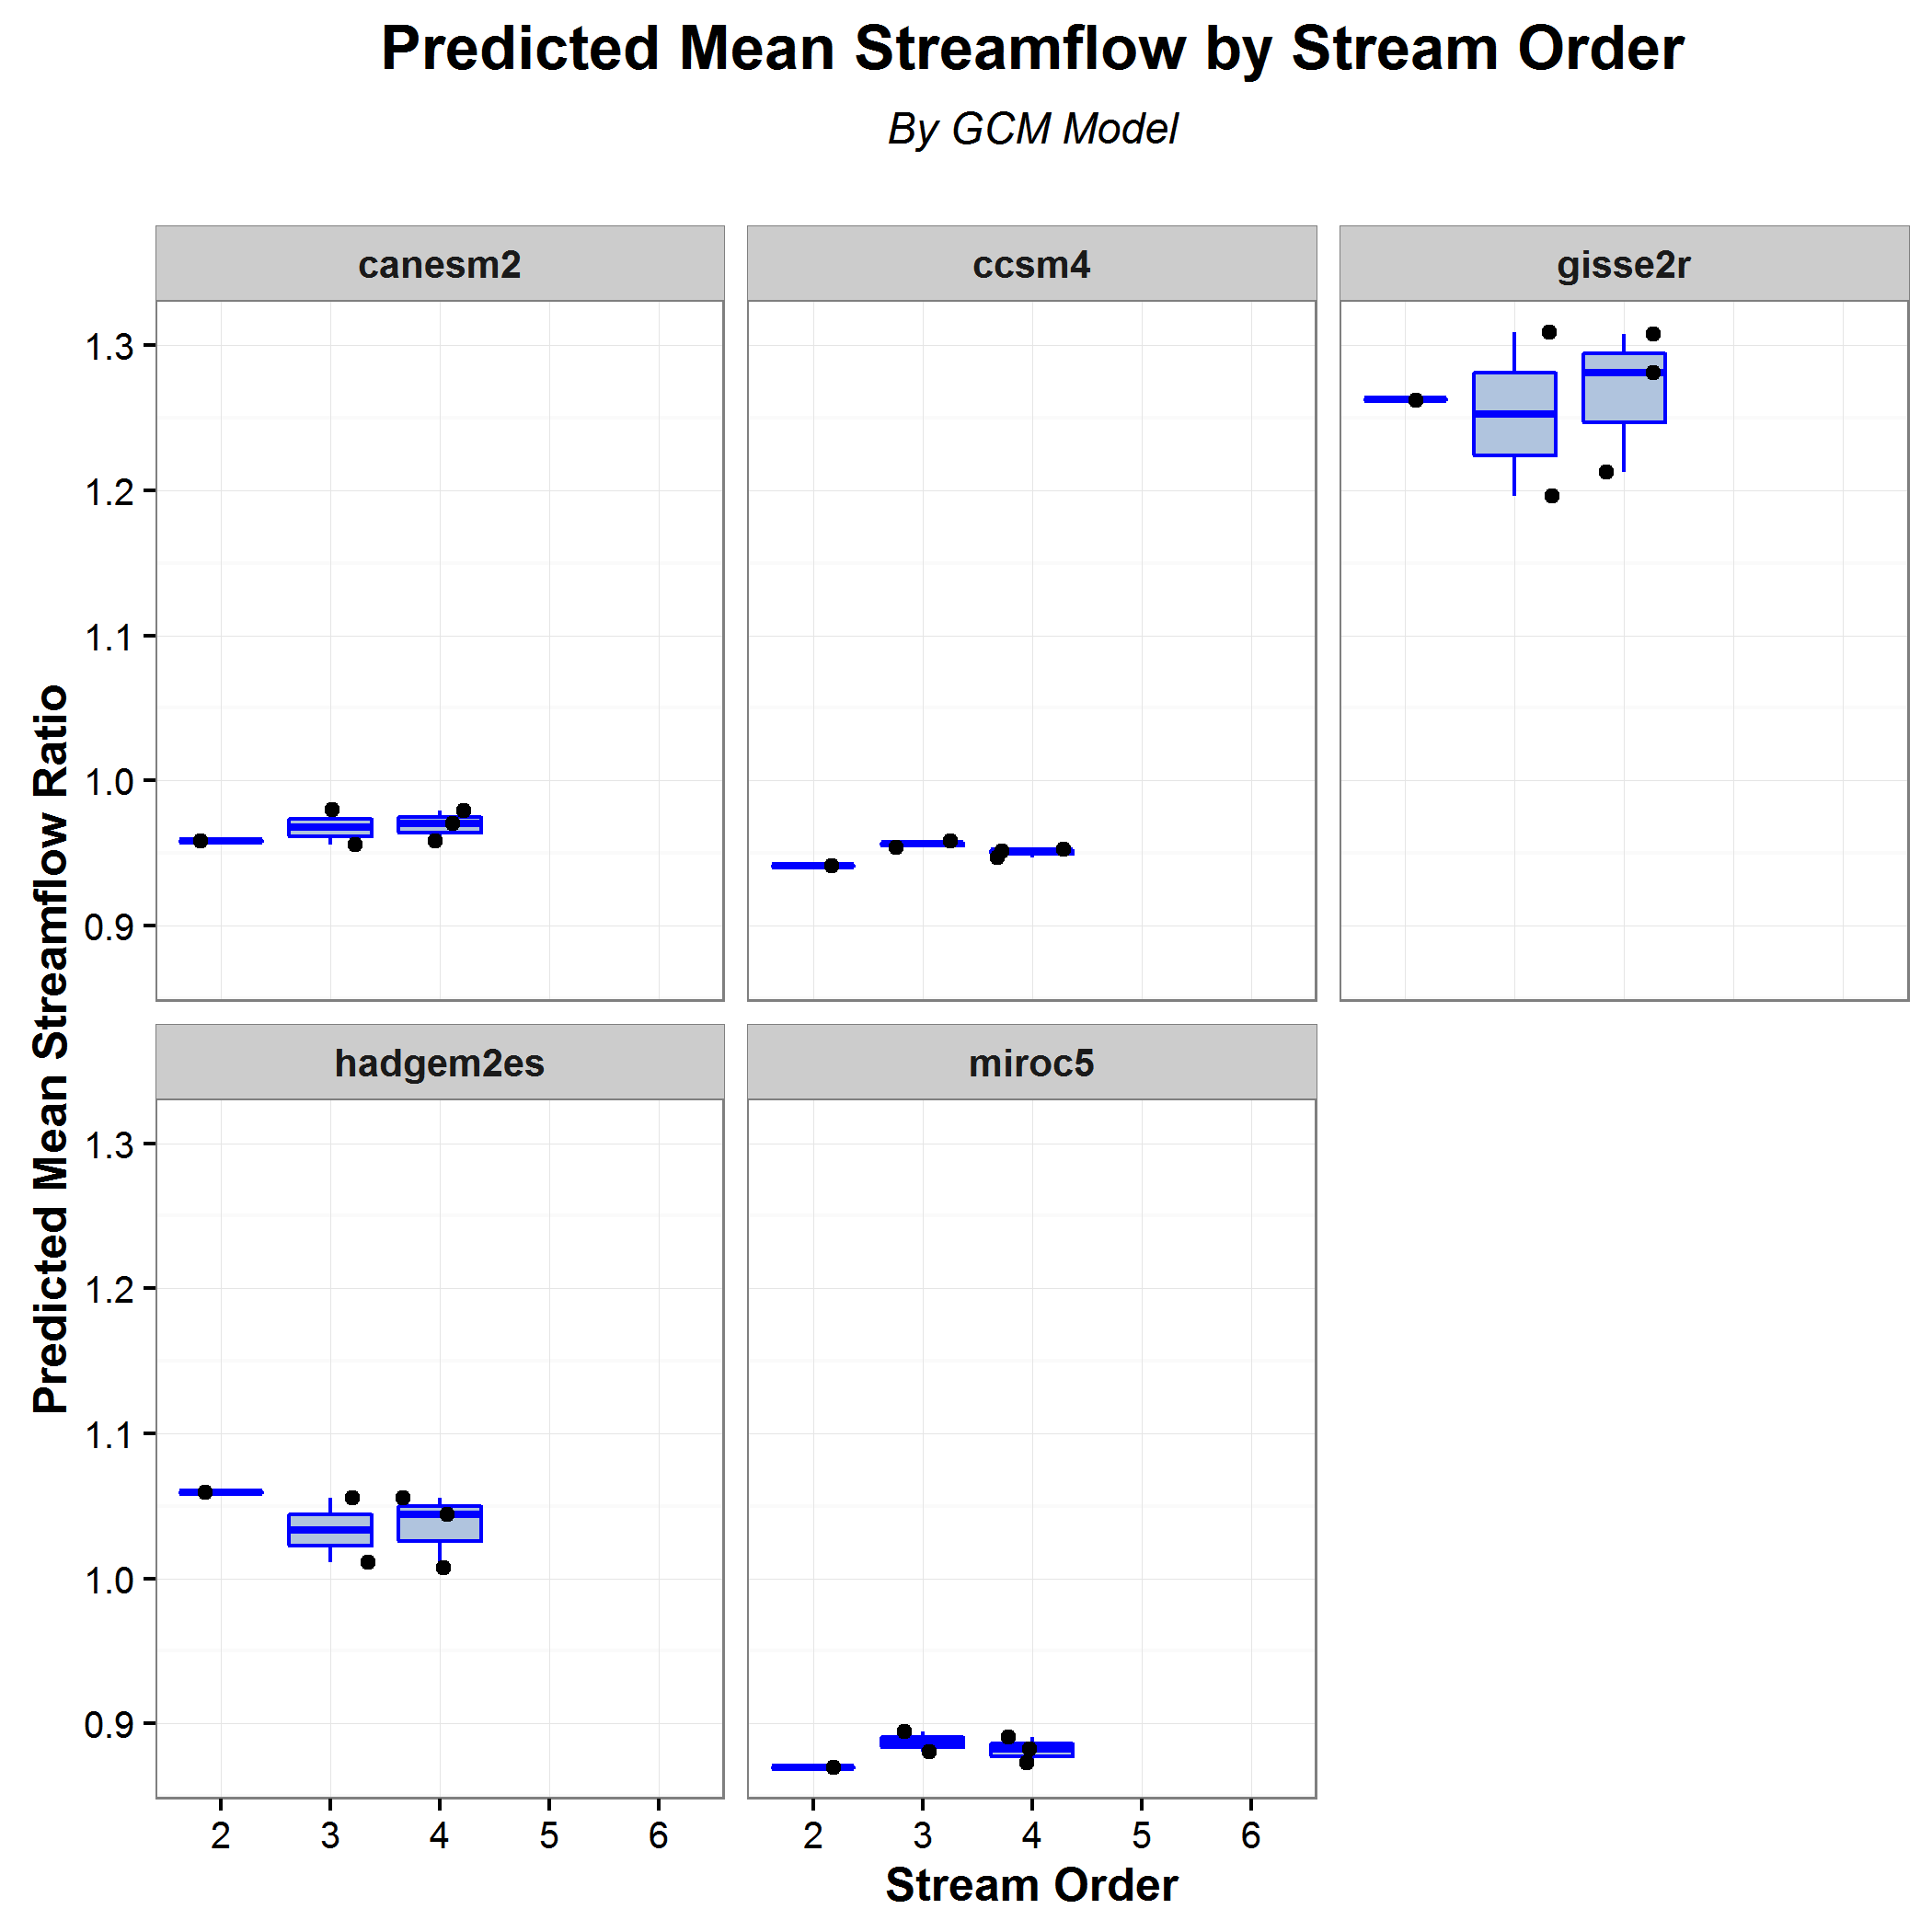 Predicted Mean Streamflow by Stream Order
By GCM Model
canesm2
ccsm4
gisse2r
1.3
1.2
1.1
1.0
0.9
Predicted Mean Streamflow Ratio
hadgem2es
miroc5
1.3
1.2
1.1
1.0
0.9
2 3 4 5 6
2 3 4 5 6
Stream Order